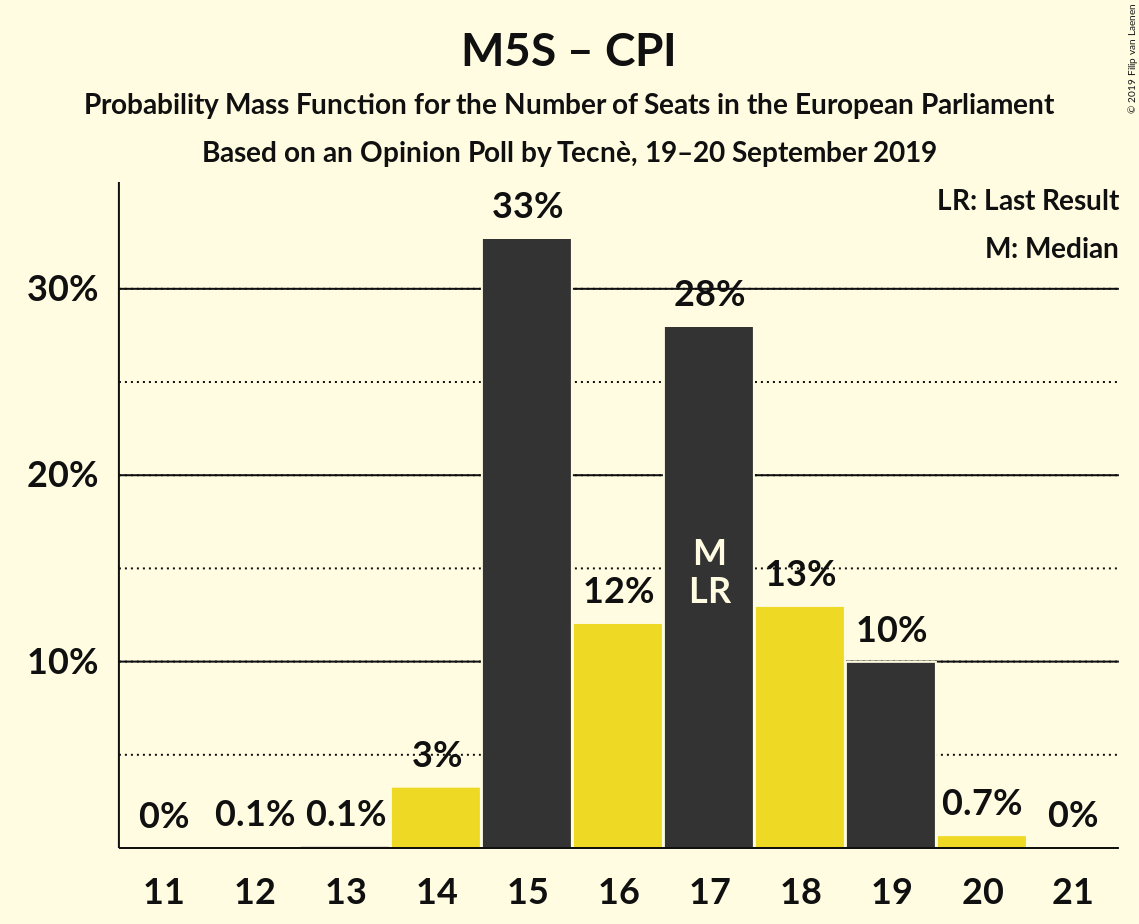 M5S – CPI
Probability Mass Function for the Number of Seats in the European Parliament
Based on an Opinion Poll by Tecnè, 19–20 September 2019
© 2019 Filip van Laenen
LR: Last Result
M: Median
33%
30%
28%
20%
M
LR
13%
12%
10%
10%
3%
0%
0.1%
0.1%
0.7%
0%
11 12 13 14 15 16 17 18 19 20 21